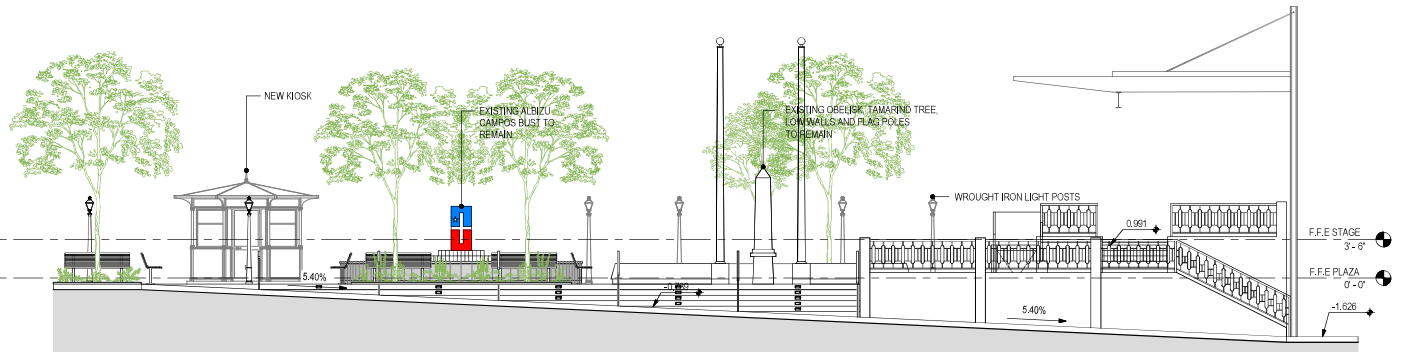 NEW KIOSK
EXISTING ALBIZU
CAMPOS BUST TO
REMAIN
EXISTING OBELISK, TAMARIND TREE,
LOW WALLS AND FLAG POLES
TO REMAIN
WROUGHT IRON LIGHT POSTS
0.991
F.F.E STAGE
3' - 6"
F.F.E PLAZA
0' - 0"
5.40%
5.40%
-1.626